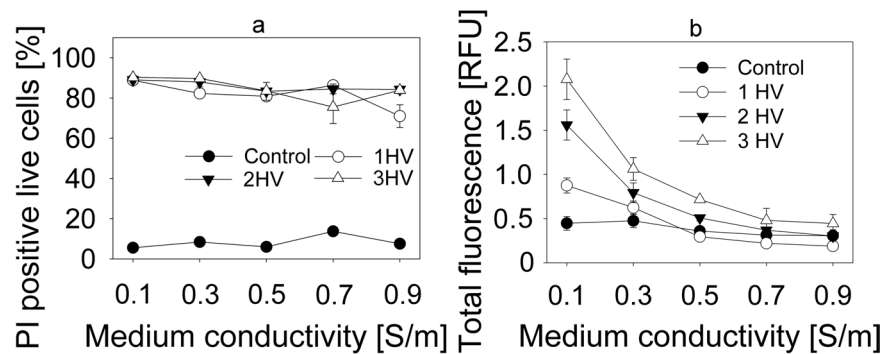 a
PI positive live cells [%]
100
80
60
40
20
0
Control 1HV
2HV 3HV
0.1 0.3 0.5 0.7 0.9
Medium conductivity [S/m]
b
Total fluorescence [RFU]
2.5
2.0
1.5
1.0
0.5
0
Control
1 HV
2 HV
3 HV
0.1 0.3 0.5 0.7 0.9
Medium conductivity [S/m]